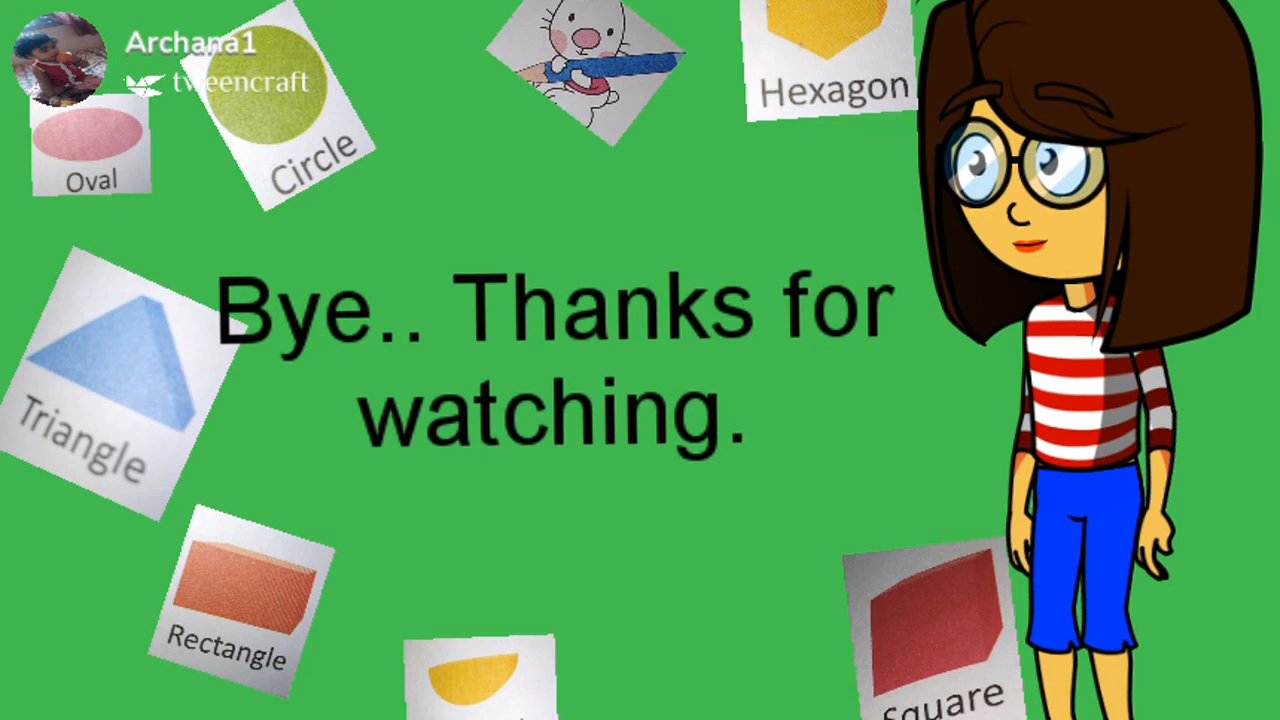 Archana1
tweencraft
Oval
Circle
Hexagon
Bye.. Thanks for
watching.
Triangle
Rectangle
Square